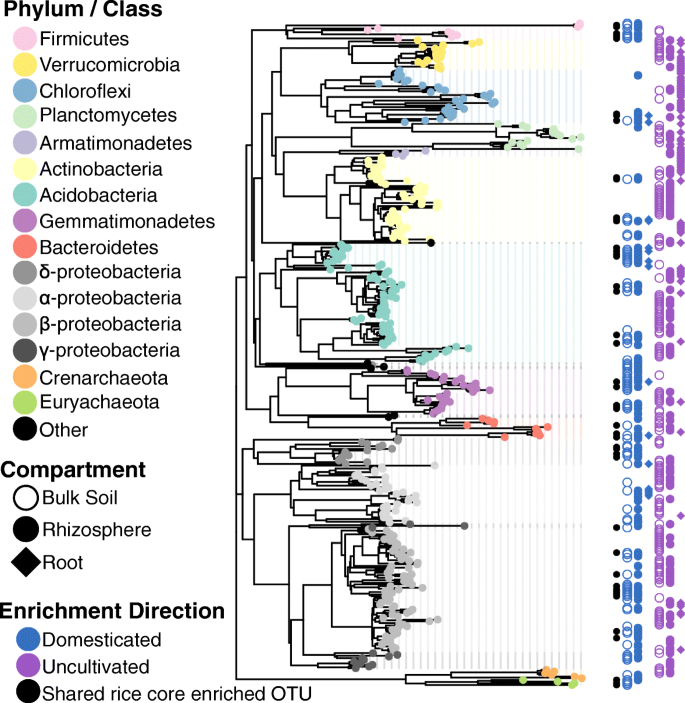 Phylum / Class
Firmicutes
Verrucomicrobia
Chloroflexi
Planctomycetes
Armatimonadetes
Actinobacteria
Acidobacteria
Gemmatimonadetes
Bacteroidetes
δ-proteobacteria
α-proteobacteria
β-proteobacteria
γ-proteobacteria
Crenarchaeota
Euryachaeota
Other
Compartment
Bulk Soil
Rhizosphere
Root
Enrichment Direction
Domesticated
Uncultivated
Shared rice core enriched OTU